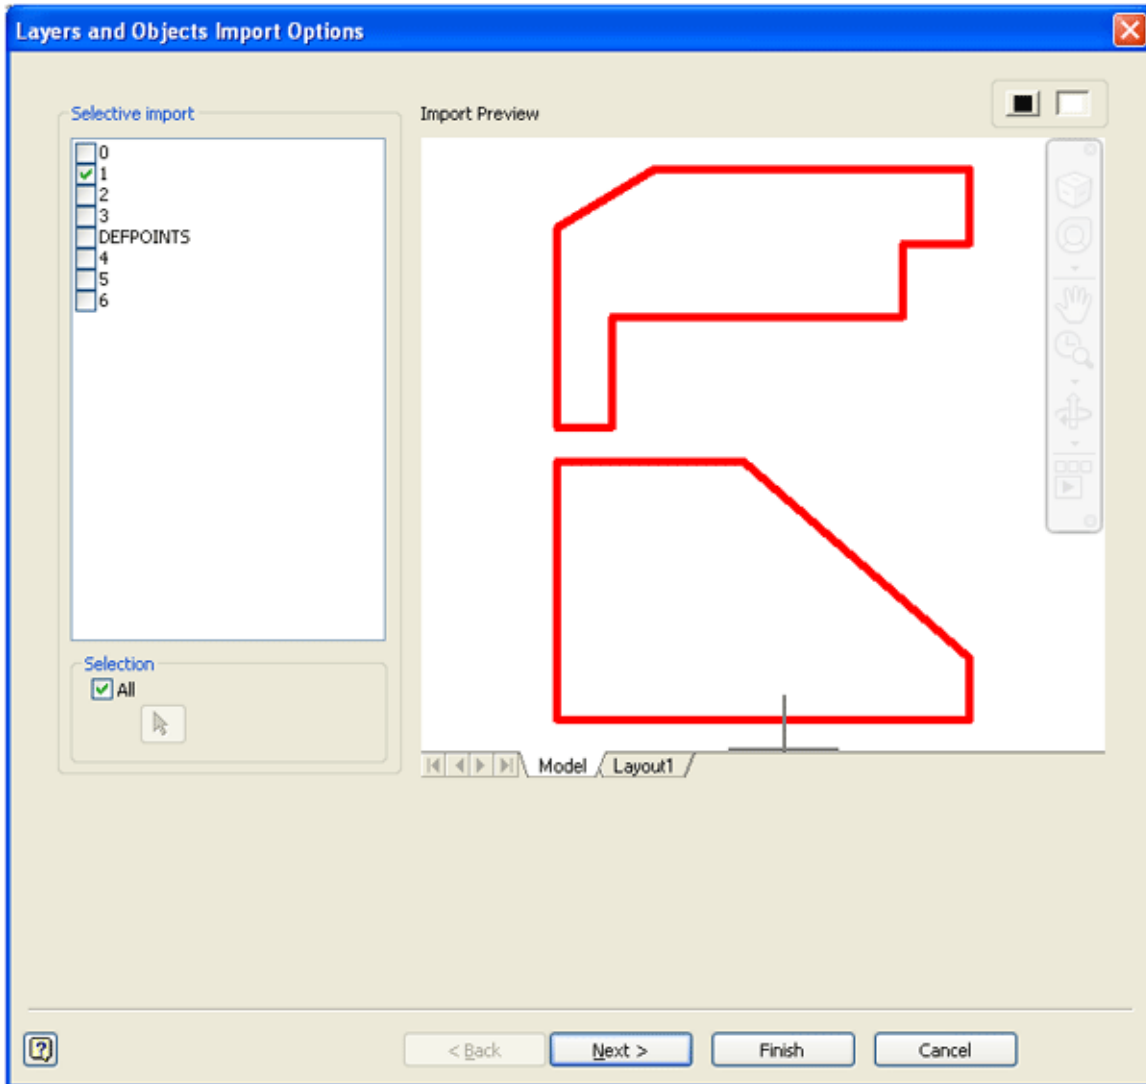 Layers and Objects Import Options
Selective import
Import Preview
0
1
2
3
DEFPOINTS
4
5
6
Selection
All
Model
Layout1
< Back
Next >
Finish
Cancel